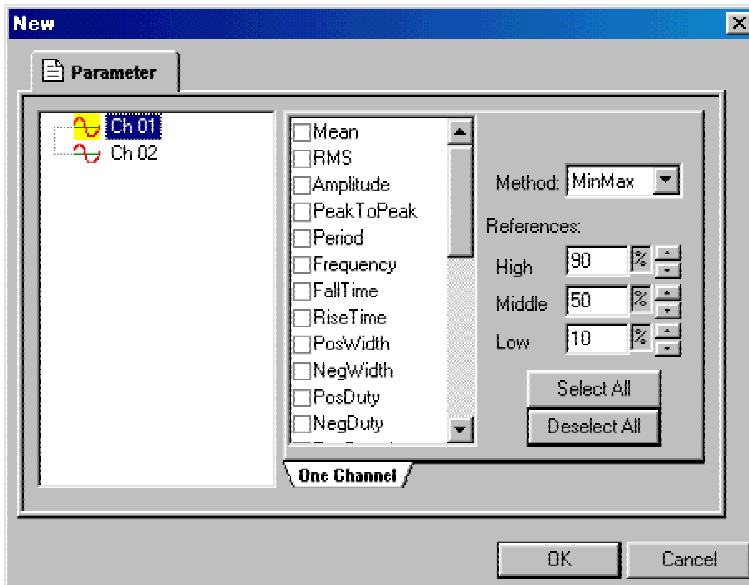 New
Parameter
Ch 01
Ch 02
Mean
RMS
Amplitude
PeakToPeak
Period
Frequency
FallTime
RiseTime
PosWidth
NegWidth
PosDuty
NegDuty
One Channel
Method: MinMax
References:
High 90 %
Middle 50 %
Low 10 %
Select All
Deselect All
OK
Cancel